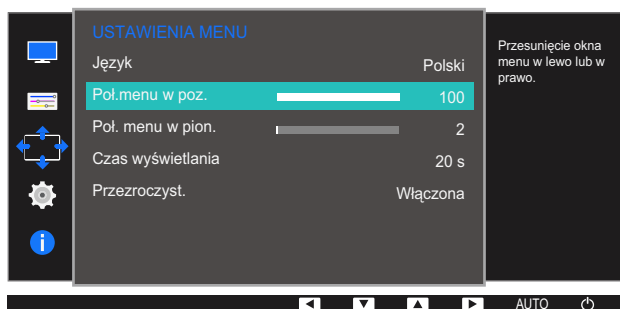 USTAWIENIA MENU
Język Polski
Poł.menu w poz. 100
Poł. menu w pion. 2
Czas wyświetlania 20 s
Przezroczyst. Włączona
Przesunięcie okna
menu w lewo lub w
prawo.
AUTO